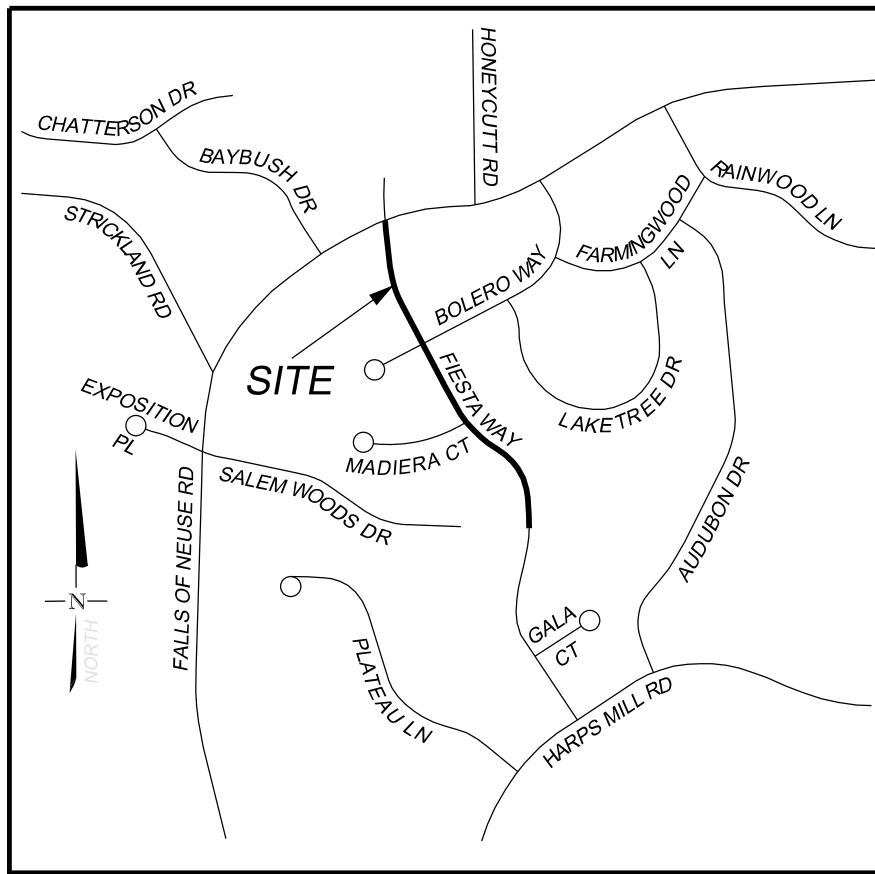 HONEYCUTT RD
CHATTERSON DR
BAYBUSH DR
RAINWOOD LN
STRICKLAND RD
FARMINGWOOD
LN
BOLERO WAY
SITE
FIESTA WAY
EXPOSITION
PL
LAKETREE DR
MADIERA CT
SALEM WOODS DR
AUDUBON DR
FALLS OF NEUSE RD
N
NORTH
GALA
CT
PLATEAU LN
HARPS MILL RD